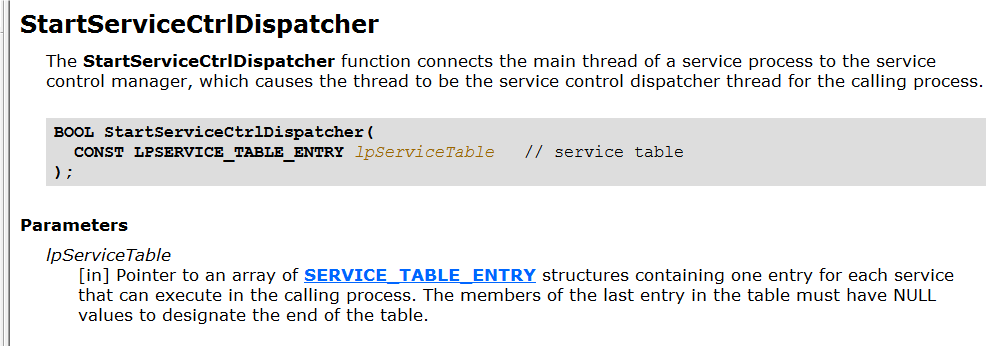 StartServiceCtrlDispatcher
The StartServiceCtrlDispatcher function connects the main thread of a service process to the service
control manager, which causes the thread to be the service control dispatcher thread for the calling process.
BOOL StartServiceCtrlDispatcher(
CONST LPSERVICE_TABLE_ENTRY lpServiceTable // service table
);
Parameters
lpServiceTable
[in] Pointer to an array of SERVICE_TABLE_ENTRY structures containing one entry for each service
that can execute in the calling process. The members of the last entry in the table must have NULL
values to designate the end of the table.